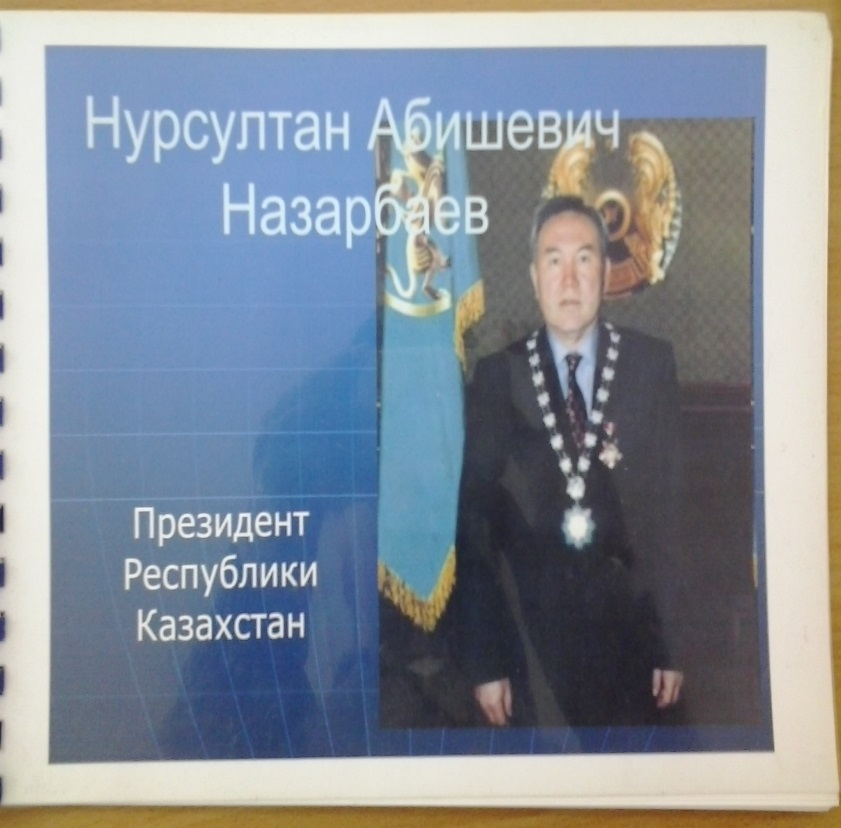 Нурсултан Абишевич
Назарбаев
Президент
Республики
Казахстан